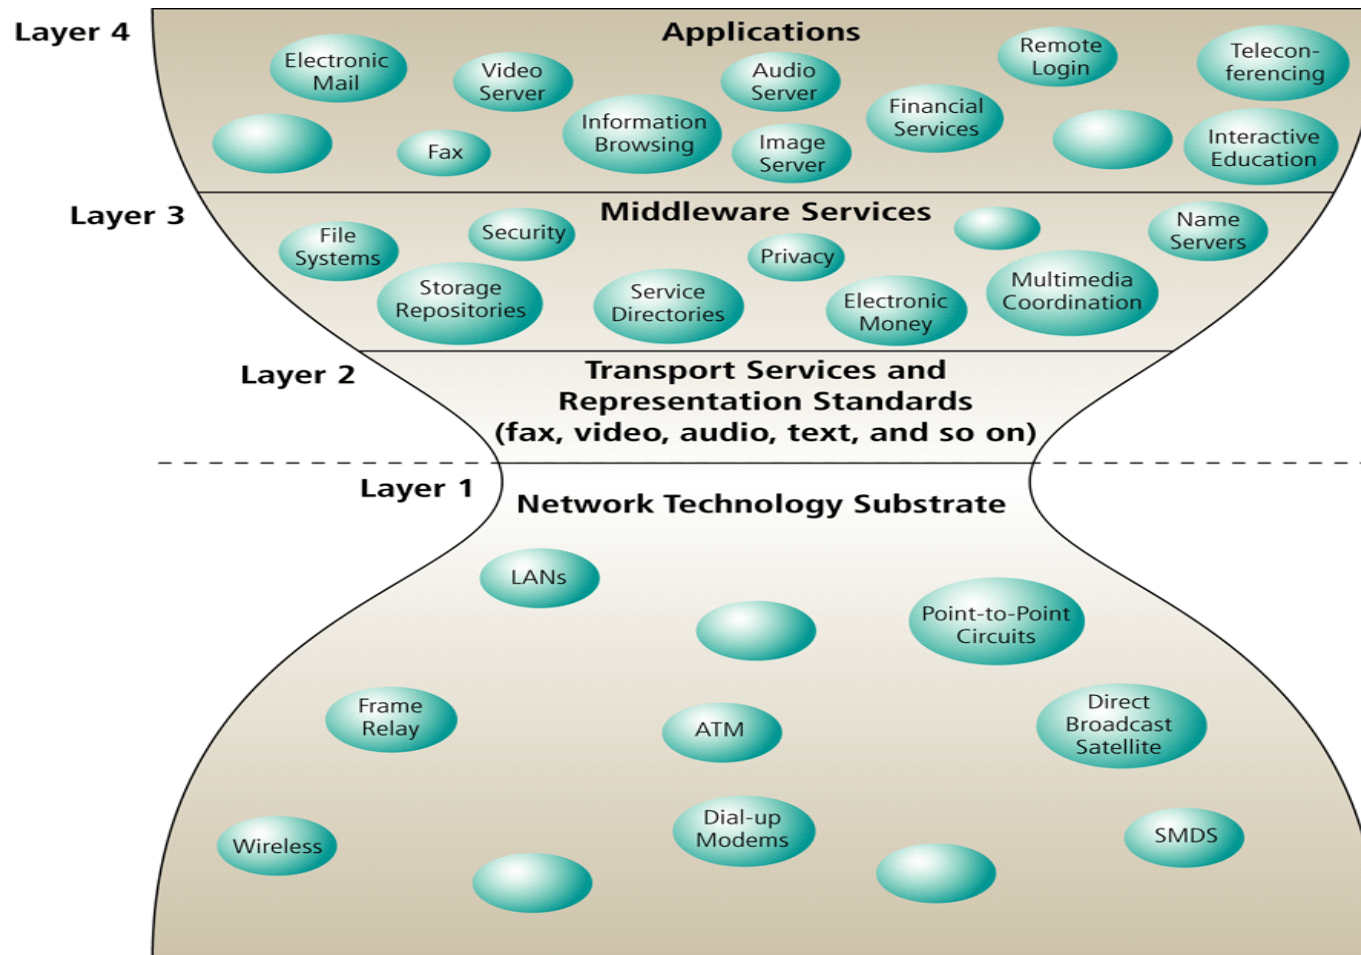 Layer 4
Applications
Electronic
Mail
Video
Server
Audio
Server
Remote
Login
Telecon-
ferencing
Fax
Information
Browsing
Image
Server
Financial
Services
Interactive
Education
Layer 3
Middleware Services
File
Systems
Security
Privacy
Name
Servers
Storage
Repositories
Service
Directories
Electronic
Money
Multimedia
Coordination
Layer 2
Transport Services and
Representation Standards
(fax, video, audio, text, and so on)
Layer 1
Network Technology Substrate
LANs
Point-to-Point
Circuits
Frame
Relay
ATM
Direct
Broadcast
Satellite
Wireless
Dial-up
Modems
SMDS